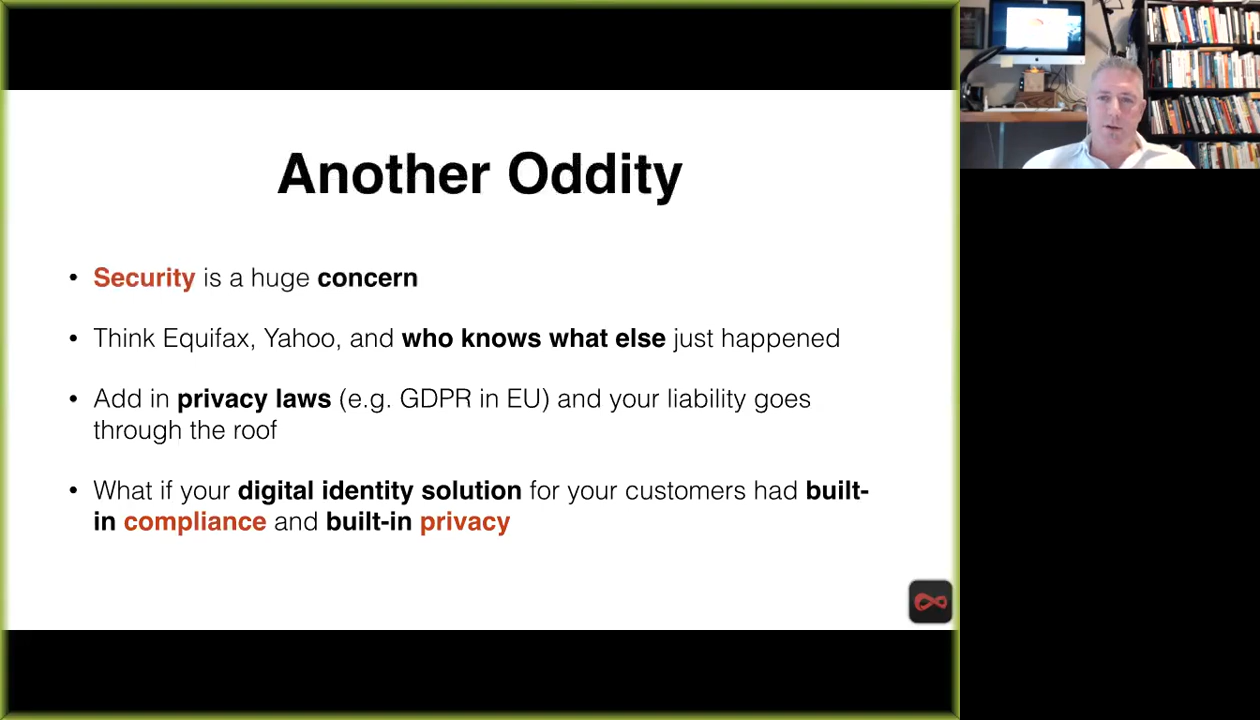 Another Oddity
• Security is a huge concern
• Think Equifax, Yahoo, and who knows what else just happened
• Add in privacy laws (e.g. GDPR in EU) and your liability goes
through the roof
• What if your digital identity solution for your customers had built-
in compliance and built-in privacy